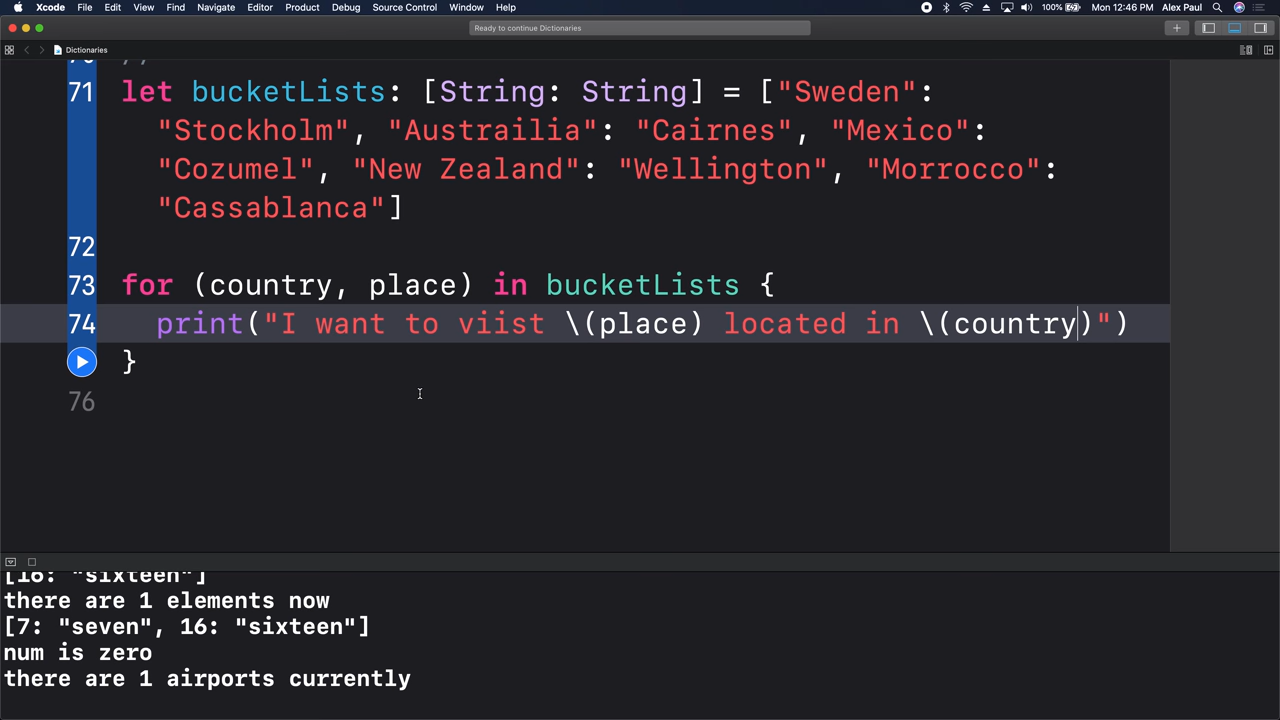 Xcode File Edit View Find Navigate Editor Product Debug Source Control Window Help 100% Mon 12:46 PM Alex Paul
Ready to continue Dictionaries
Dictionaries
71 let bucketLists: [String: String] = ["Sweden":
"Stockholm", "Austrailia": "Cairnes", "Mexico":
"Cozumel", "New Zealand": "Wellington", "Morrocco":
"Cassablanca"]
72
73 for (country, place) in bucketLists {
74 print("I want to viist \(place) located in \(country)")
}
76
[16: "sixteen"]
there are 1 elements now
[7: "seven", 16: "sixteen"]
num is zero
there are 1 airports currently